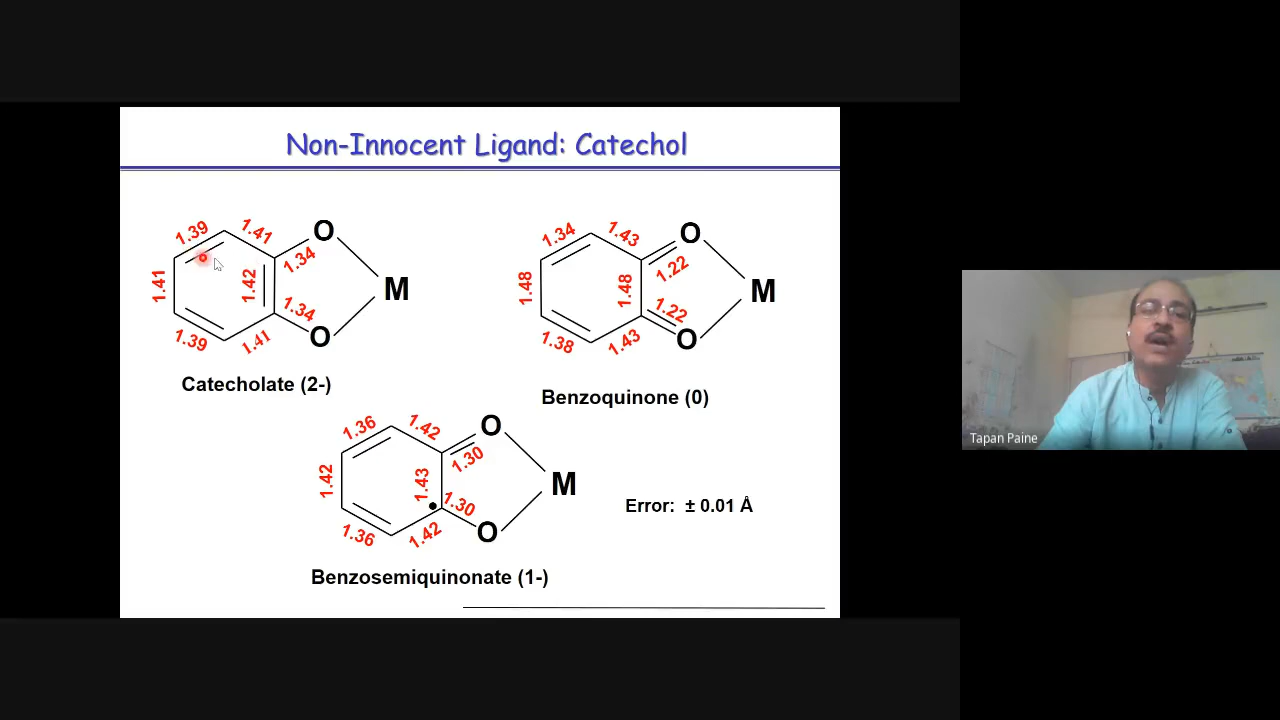 Non-Innocent Ligand: Catechol
1.39 1.41 O
1.34
1.41 1.42 M
1.34
1.39 1.41 O
Catecholate (2-)
1.34 1.43 O
1.22
1.48 1.48 M
1.22
1.38 1.43 O
Benzoquinone (0)
1.36 1.42 O
1.30
1.42 1.43 M
1.30
1.36 1.42 O
Error: ± 0.01 Å
Benzosemiquinonate (1-)
Tapan Paine